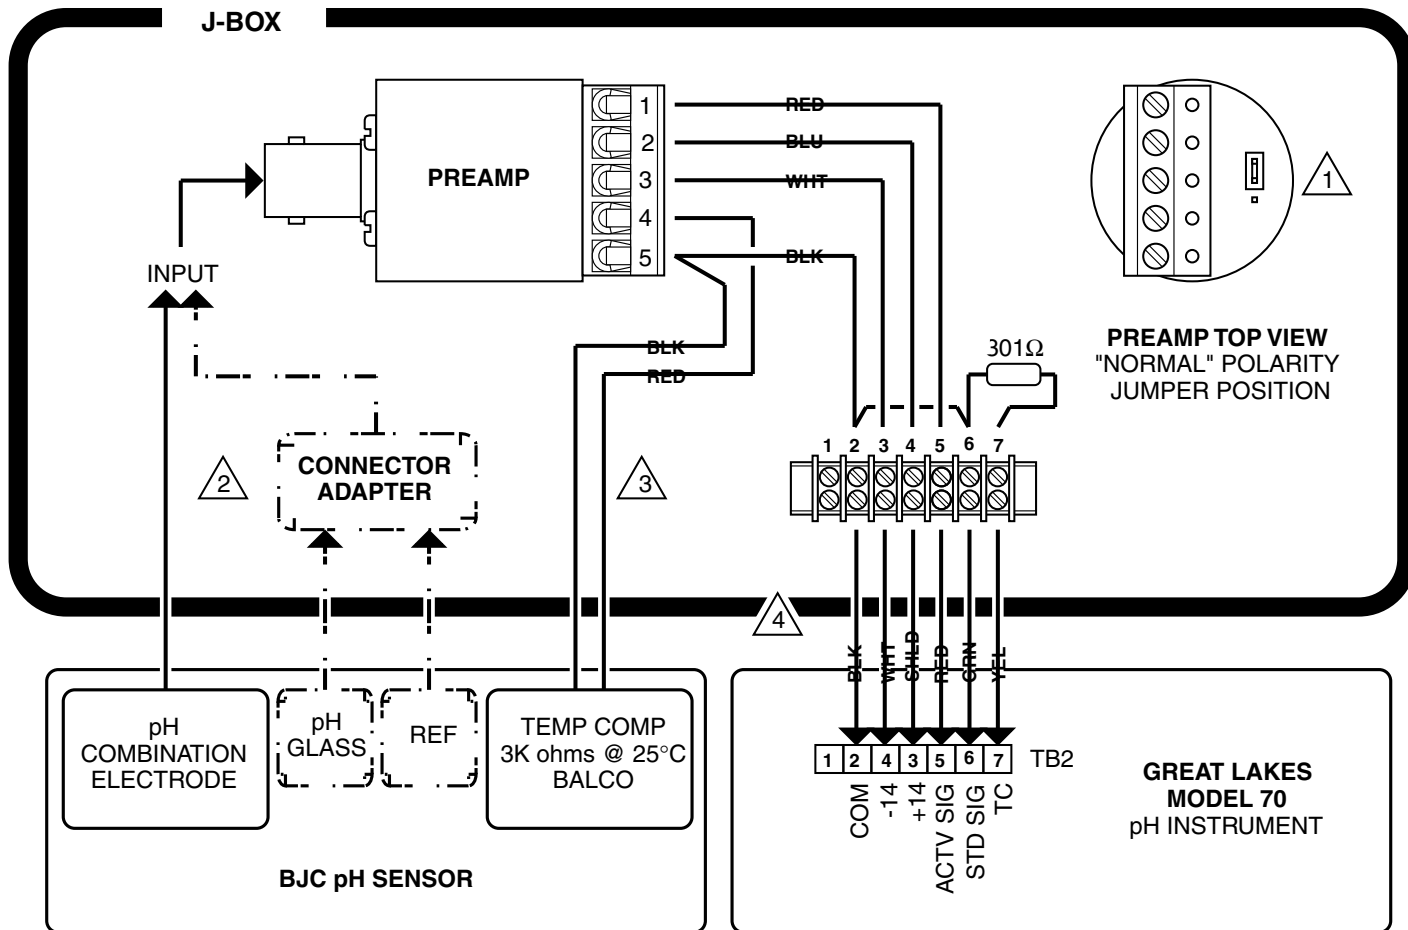 J-BOX
PREAMP
1
2
3
4
5
RED
BLU
WHT
BLK
1
INPUT
PREAMP TOP VIEW
"NORMAL" POLARITY
JUMPER POSITION
BLK
RED
301Ω
CONNECTOR
ADAPTER
2
3
1 2 3 4 5 6 7
4
BLK
WHT
SHLD
RED
GRN
YEL
pH
COMBINATION
ELECTRODE
pH
GLASS
REF
TEMP COMP
3K ohms @ 25°C
BALCO
BJC pH SENSOR
1 2 4 3 5 6 7
TB2
COM
-14
+14
ACTV SIG
STD SIG
TC
GREAT LAKES
MODEL 70
pH INSTRUMENT